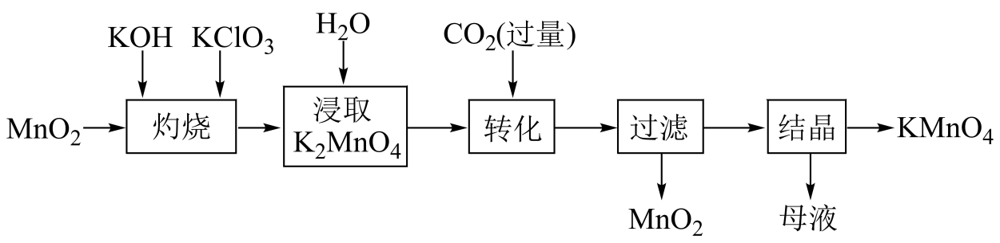 KOH KClO₃
H₂O
CO₂(过量)
MnO₂
灼烧
浸取
K₂MnO₄
转化
过滤
结晶
KMnO₄
MnO₂
母液